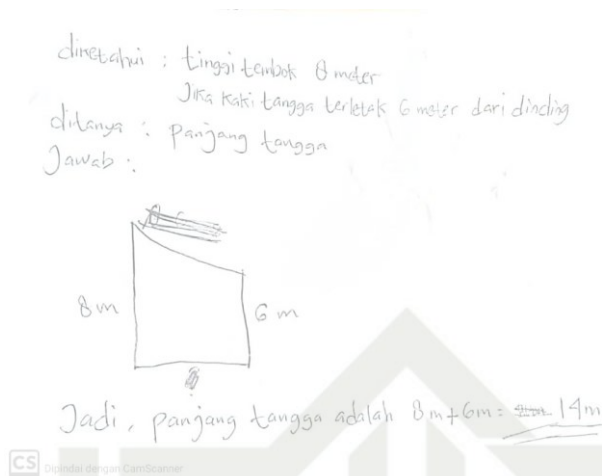 diketahui : tinggi tembok 8 meter
Jika kaki tangga terletak 6 meter dari dinding
ditanya : panjang tangga
Jawab :
8 m
6 m
Jadi, panjang tangga adalah 8 m + 6 m = 14 m
CS Dipindai dengan CamScanner